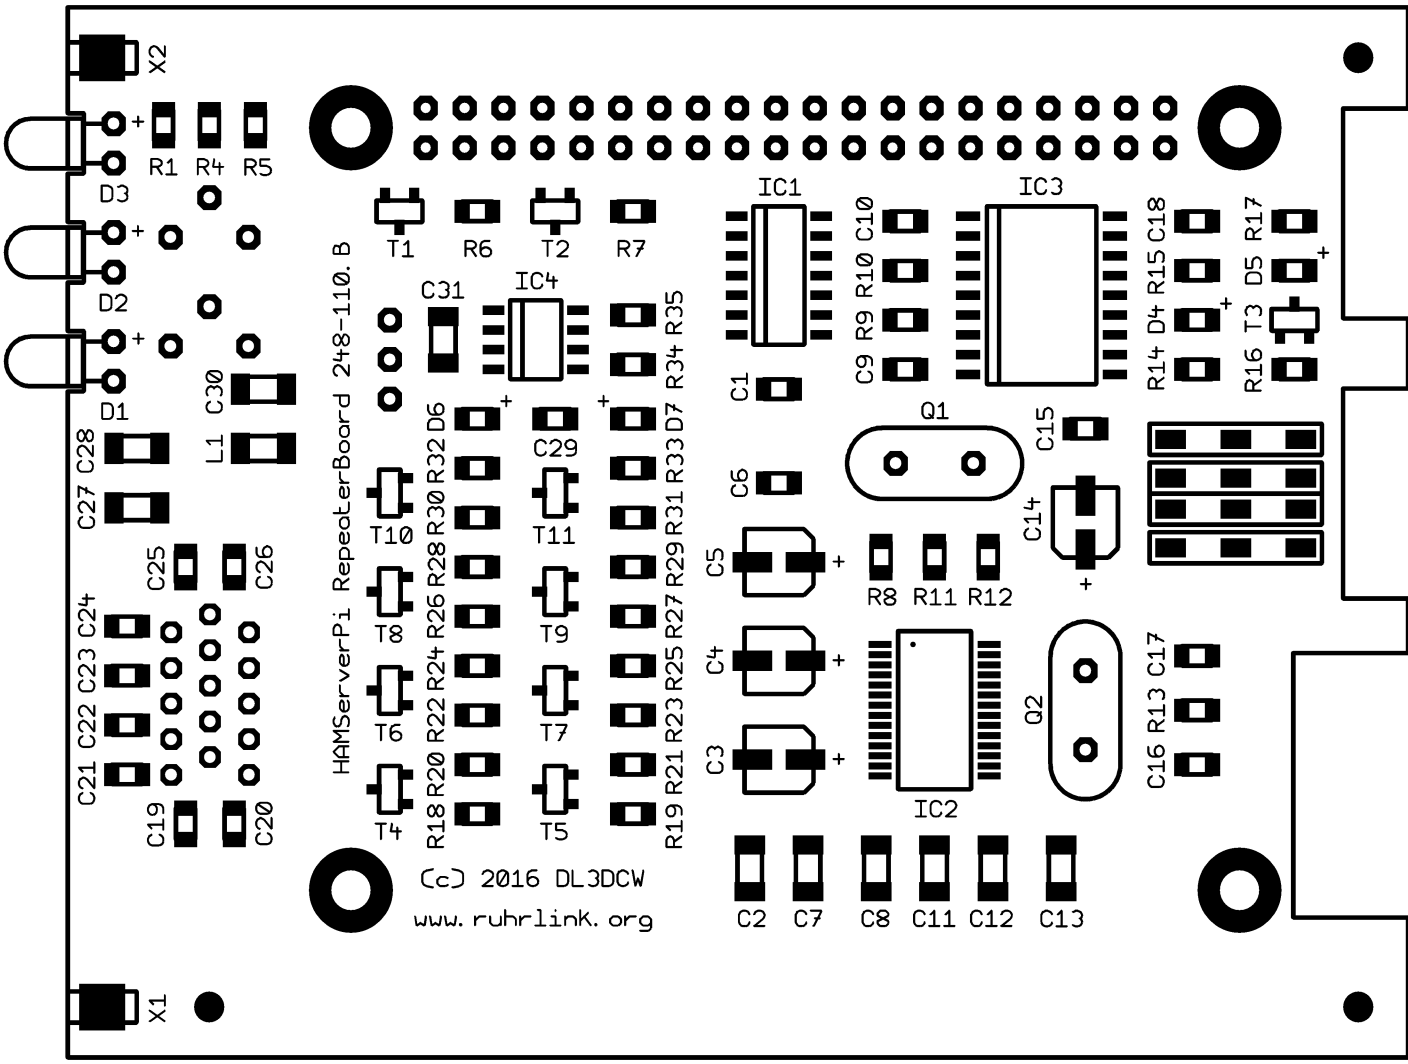 X2
+
R1
R4
R5
D3
+
D2
+
D1
C30
L1
C28
C27
C25
C26
C24
C23
C22
C21
C19
C20
X1
HAMServerPi RepeaterBoard 248-110.B
T1
R6
T2
R7
C31
IC4
R35
R34
+
+
D6
C29
D7
R32
R33
T10
R30
T11
R31
R28
R29
T8
R26
T9
R27
R24
R25
T6
R22
T7
R23
R20
R21
T4
R18
T5
R19
(c) 2016 DL3DCW
www.ruhrlink.org
IC1
C10
R10
R9
C9
IC3
C18
R17
R15
D5
+
D4
+
T3
R14
R16
C1
Q1
C15
C6
C14
+
C5
+
R8
R11
R12
C4
+
C3
+
IC2
Q2
C17
R13
C16
C2
C7
C8
C11
C12
C13